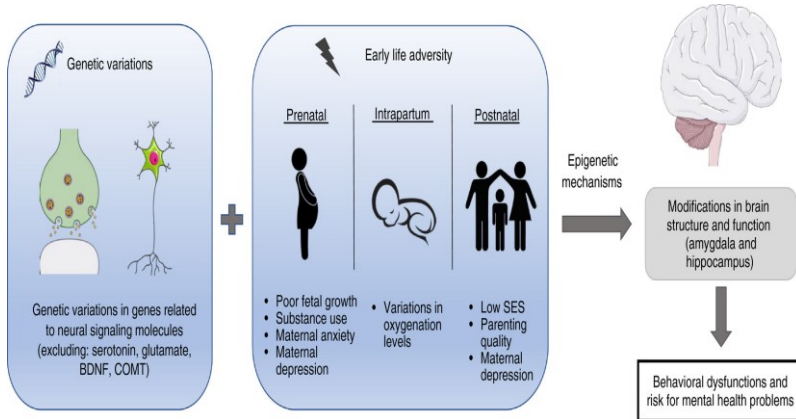 Genetic variations
Genetic variations in genes related
to neural signaling molecules
(excluding: serotonin, glutamate,
BDNF, COMT)
Early life adversity
Prenatal
Intrapartum
Postnatal
• Poor fetal growth
• Substance use
• Maternal anxiety
• Maternal
depression
• Variations in
oxygenation
levels
• Low SES
• Parenting
quality
• Maternal
depression
Epigenetic
mechanisms
Modifications in brain
structure and function
(amygdala and
hippocampus)
Behavioral dysfunctions and
risk for mental health problems